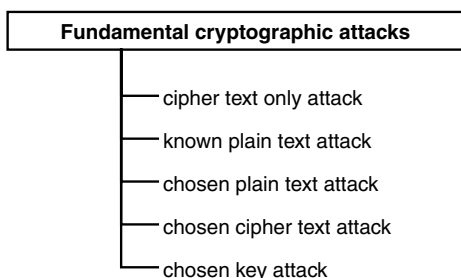 Fundamental cryptographic attacks
cipher text only attack
known plain text attack
chosen plain text attack
chosen cipher text attack
chosen key attack